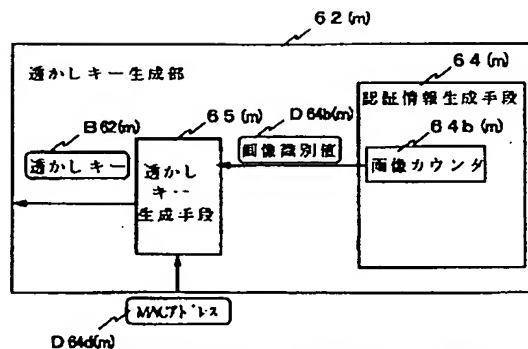 62(m)
透かしキー生成部
64(m)
認証情報生成手段
B62(m)
65(m)
D64b(m)
64b(m)
透かしキー
透かし
キー
生成手段
画像識別値
画像カウンタ
MACアドレス
D64d(m)